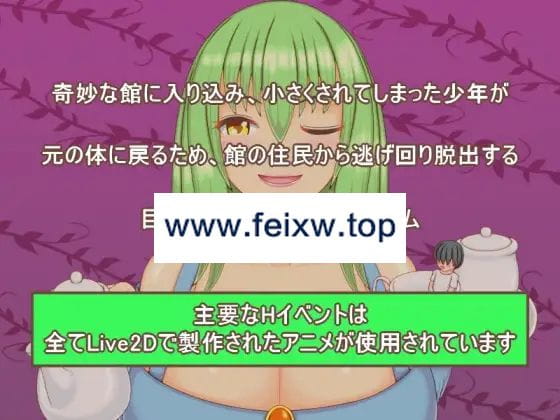 奇妙な館に入り込み、小さくされてしまった少年が
元の体に戻るため、館の住民から逃げ回り脱出する
www.feixw.top
主要なHイベントは
全てLive2Dで製作されたアニメが使用されています